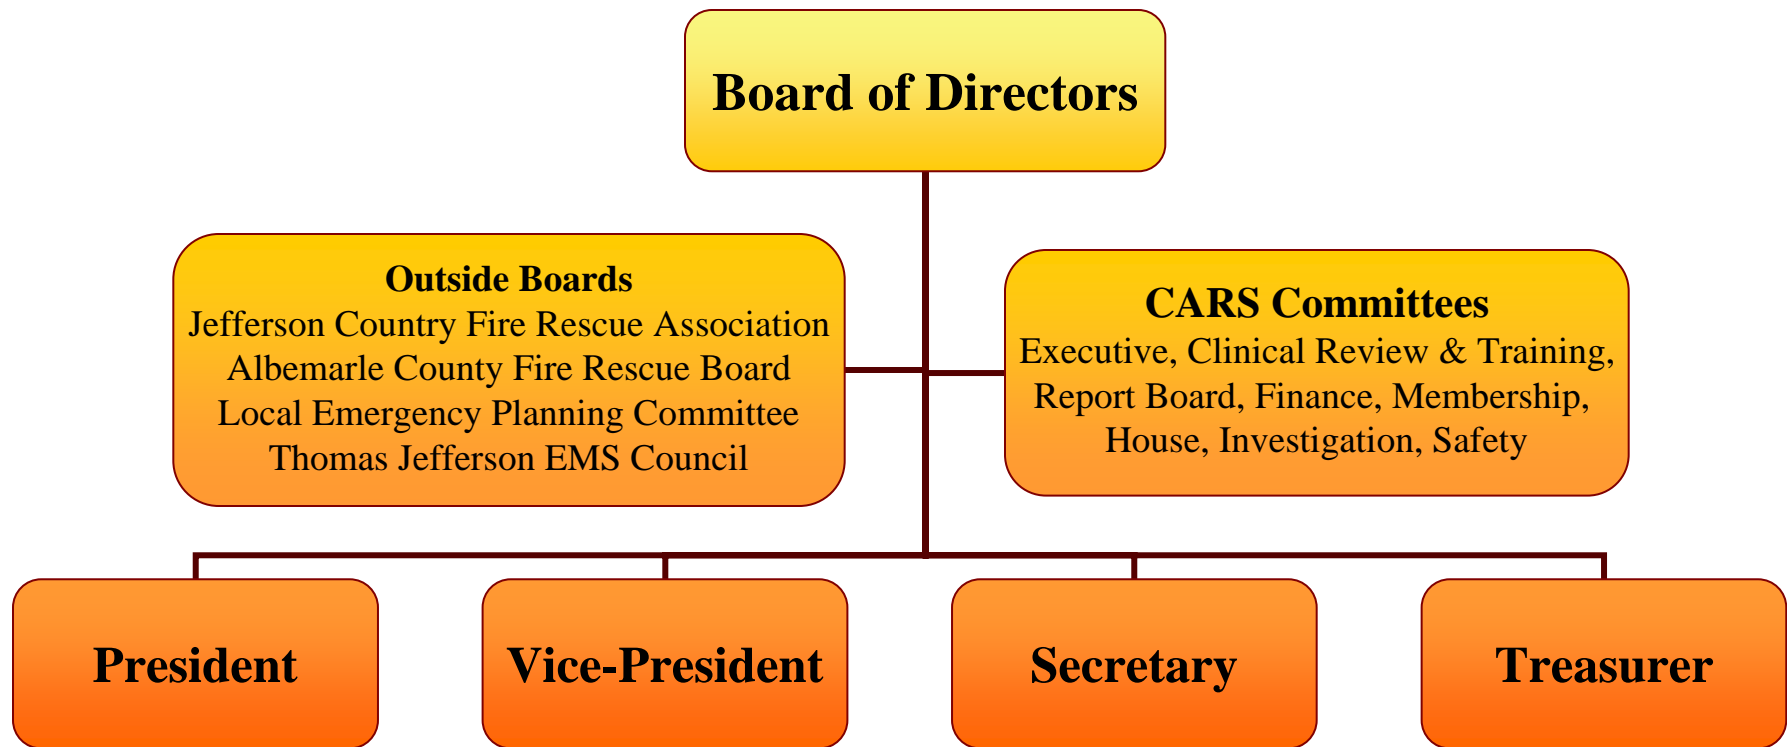 Board of Directors
Outside Boards
Jefferson Country Fire Rescue Association
Albemarle County Fire Rescue Board
Local Emergency Planning Committee
Thomas Jefferson EMS Council
CARS Committees
Executive, Clinical Review & Training,
Report Board, Finance, Membership,
House, Investigation, Safety
President
Vice-President
Secretary
Treasurer